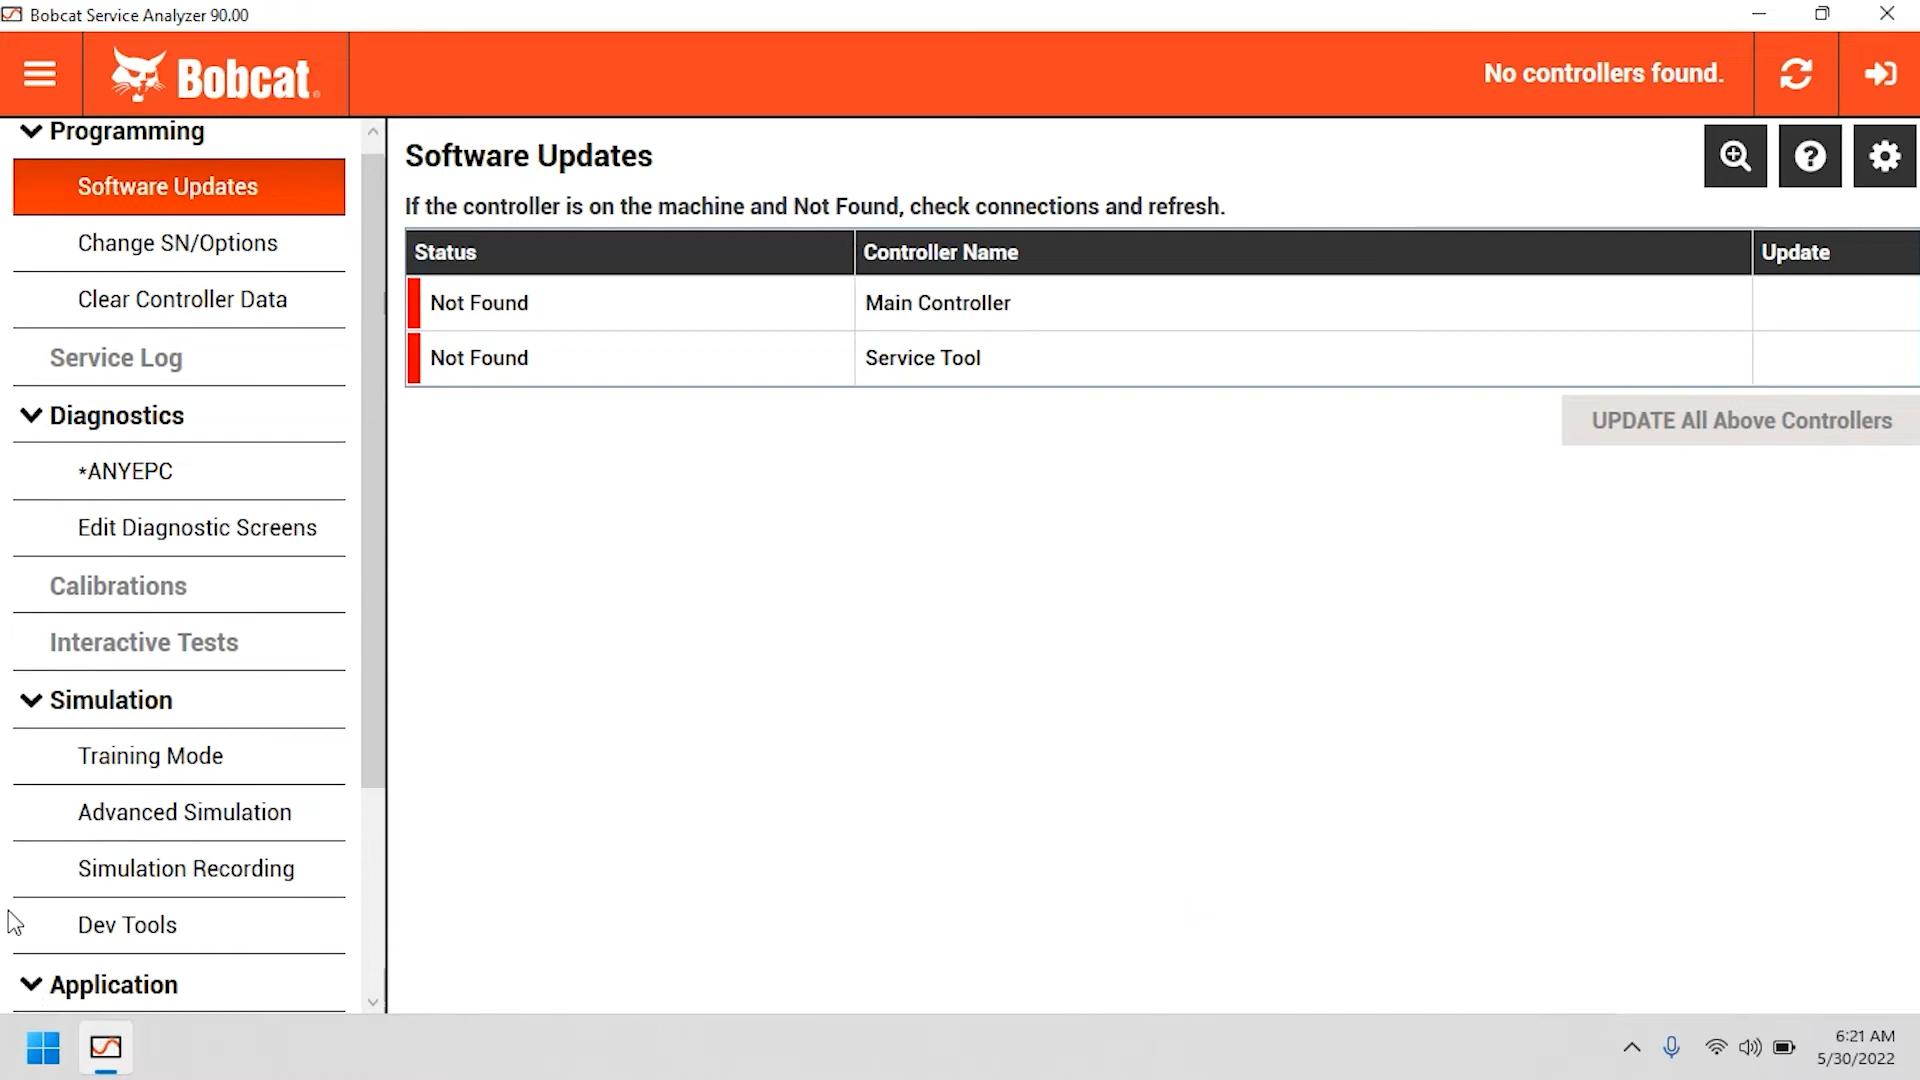 Bobcat Service Analyzer 90.00
Bobcat.
No controllers found.
Programming
Software Updates
Change SN/Options
Clear Controller Data
Service Log
Diagnostics
*ANYEPC
Edit Diagnostic Screens
Calibrations
Interactive Tests
Simulation
Training Mode
Advanced Simulation
Simulation Recording
Dev Tools
Application
Software Updates
If the controller is on the machine and Not Found, check connections and refresh.
Status Controller Name Update
Not Found Main Controller
Not Found Service Tool
UPDATE All Above Controllers
6:21 AM
5/30/2022